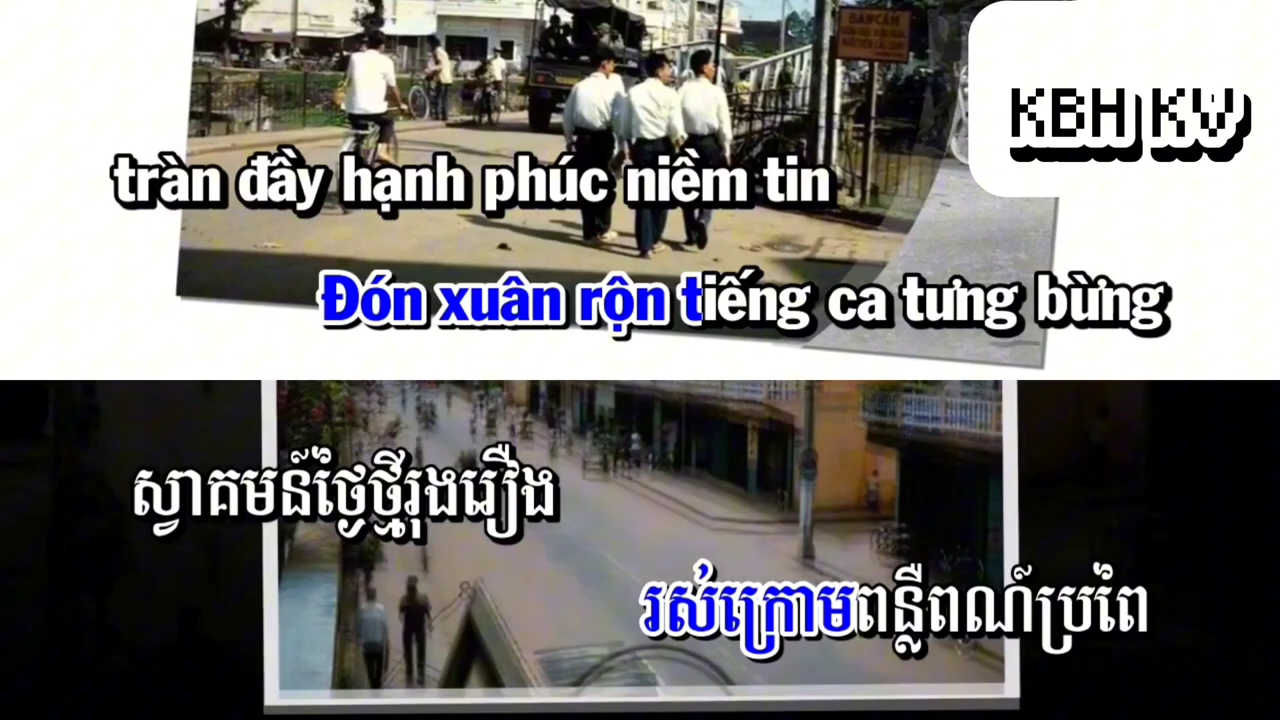 KBH KV
tràn đầy hạnh phúc niềm tin
Đón xuân rộn tiếng ca tưng bừng
ស្វាគមន៍ថ្ងៃថ្មីរុងរឿង
រស់ក្រោមពន្លឺពណ៍ប្រពៃ